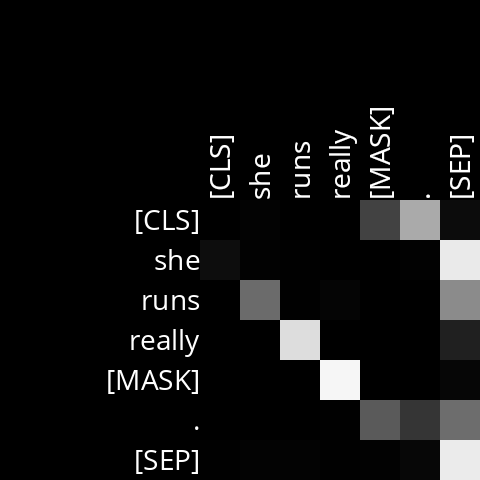 [CLS] she runs really [MASK] . [SEP]
[CLS]
she
runs
really
[MASK]
.
[SEP]